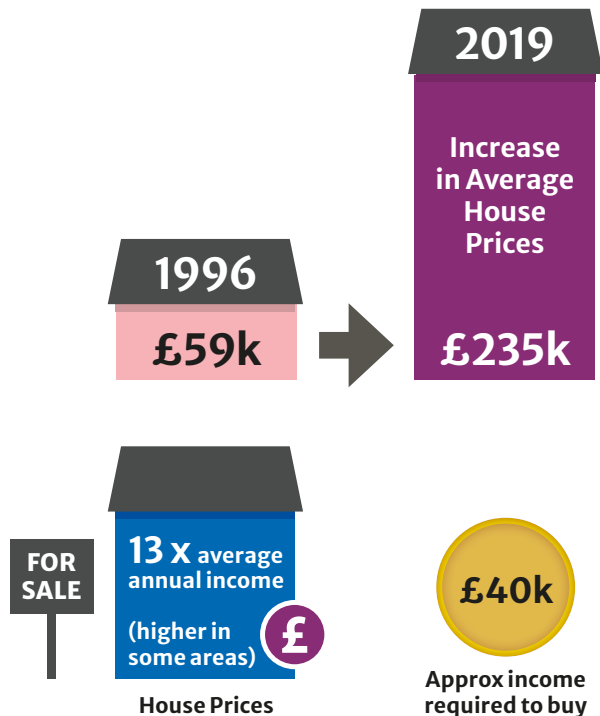 2019
Increase
in Average
House
Prices
£235k
1996
£59k
FOR
SALE
13 x average
annual income
(higher in
some areas)
£
House Prices
£40k
Approx income
required to buy